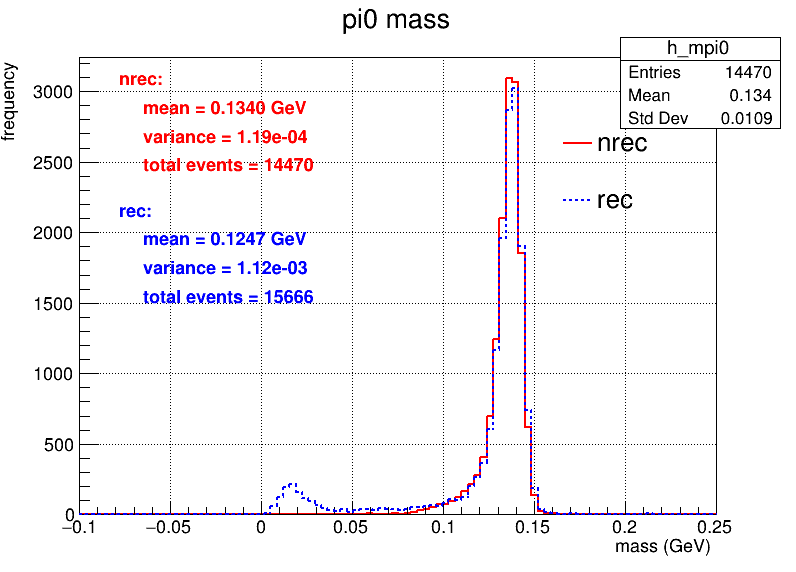 pi0 mass
h_mpi0
Entries 14470
Mean 0.134
Std Dev 0.0109
frequency
nrec:
mean = 0.1340 GeV
variance = 1.19e-04
total events = 14470
rec:
mean = 0.1247 GeV
variance = 1.12e-03
total events = 15666
nrec
rec
3000
2500
2000
1500
1000
500
0
−0.1 −0.05 0 0.05 0.1 0.15 0.2 0.25
mass (GeV)